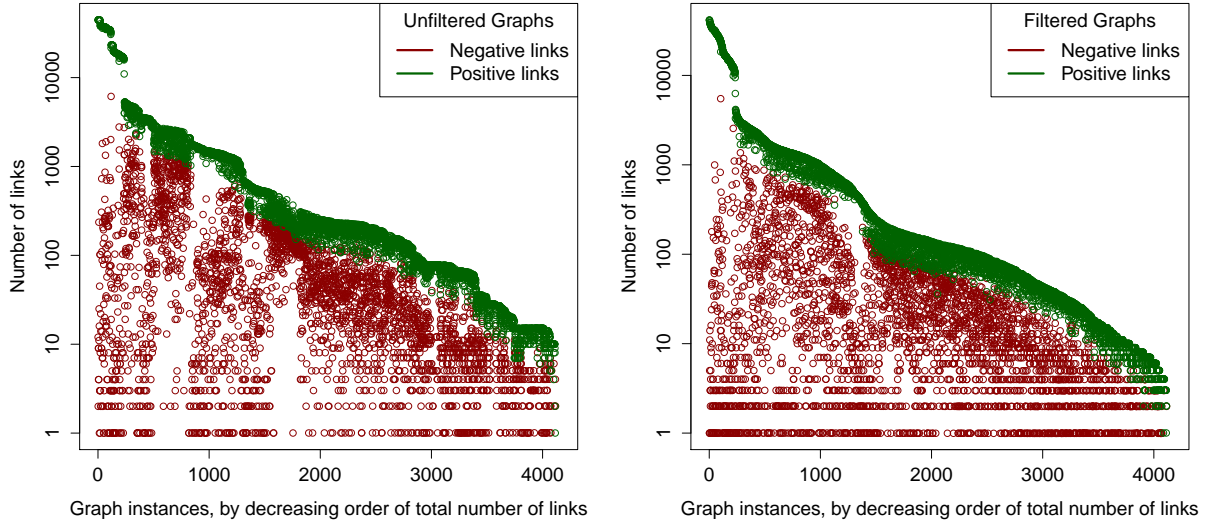 Unfiltered Graphs
Negative links
Positive links
Number of links
10000
1000
100
10
1
0 1000 2000 3000 4000
Graph instances, by decreasing order of total number of links
Filtered Graphs
Negative links
Positive links
Number of links
10000
1000
100
10
1
0 1000 2000 3000 4000
Graph instances, by decreasing order of total number of links